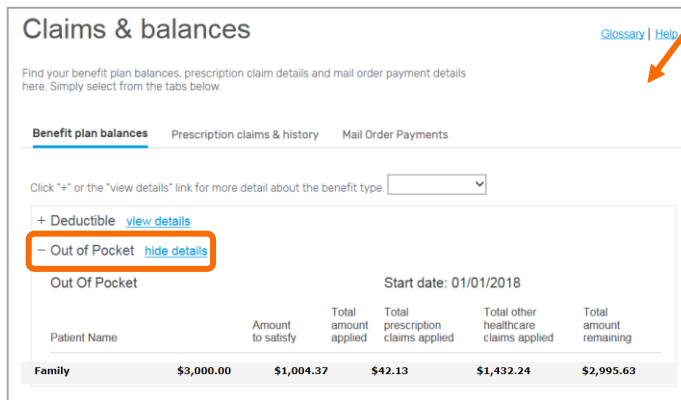 Claims & balances
Glossary | Help
Find your benefit plan balances, prescription claim details and mail order payment details
here. Simply select from the tabs below.
Benefit plan balances Prescription claims & history Mail Order Payments
Click "+" or the "view details" link for more detail about the benefit type.
+ Deductible view details
− Out of Pocket hide details
Out Of Pocket Start date: 01/01/2018
Patient Name Amount to satisfy Total amount applied Total prescription claims applied Total other healthcare claims applied Total amount remaining
Family $3,000.00 $1,004.37 $42.13 $1,432.24 $2,995.63